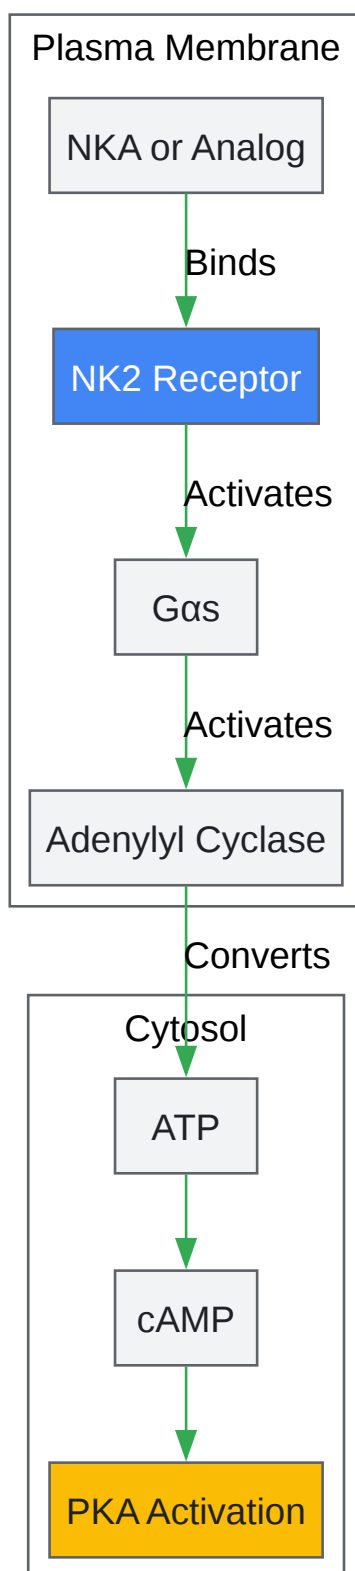 Plasma Membrane
NKA or Analog
Binds
NK2 Receptor
Activates
Gαs
Activates
Adenylyl Cyclase
Converts
Cytosol
ATP
cAMP
PKA Activation